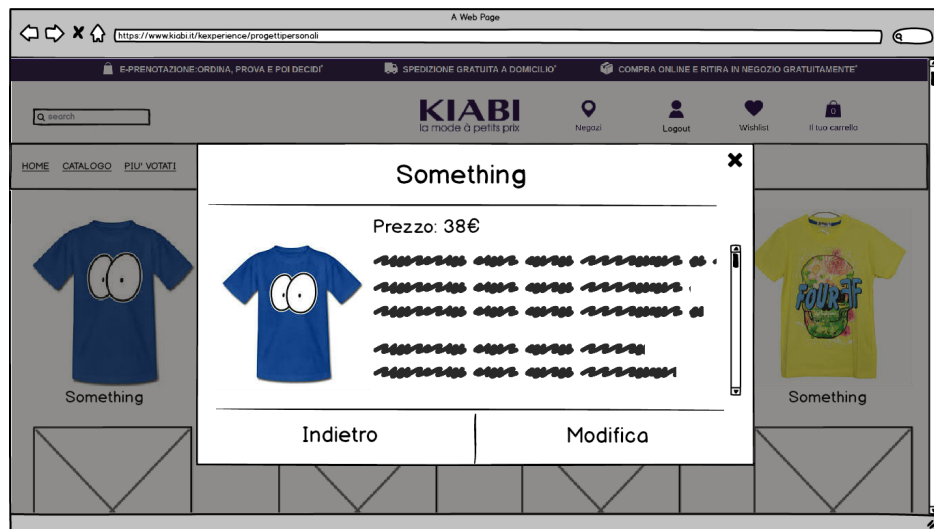 A Web Page
https://www.kiabi.it/kexperience/progettipersonali
E-PRENOTAZIONE:ORDINA, PROVA E POI DECIDI*
SPEDIZIONE GRATUITA A DOMICILIO*
COMPRA ONLINE E RITIRA IN NEGOZIO GRATUITAMENTE*
search
KIABI
la mode à petits prix
Negozi
Logout
Wishlist
0
Il tuo carrello
HOME CATALOGO PIU' VOTATI
Something
Prezzo: 38€
Indietro
Modifica
Something
FOUR
Something